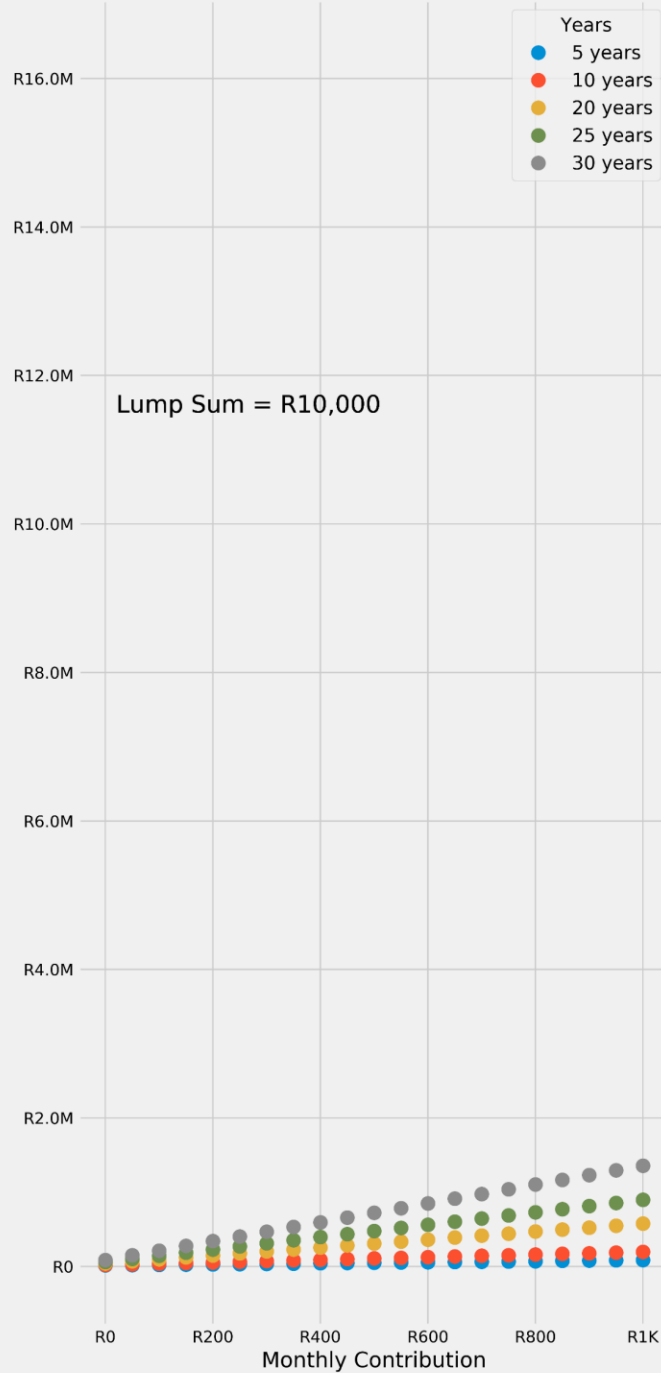 Years
5 years
10 years
20 years
25 years
30 years
R16.0M
R14.0M
R12.0M
Lump Sum = R10,000
R10.0M
R8.0M
R6.0M
R4.0M
R2.0M
R0
R0 R200 R400 R600 R800 R1K
Monthly Contribution